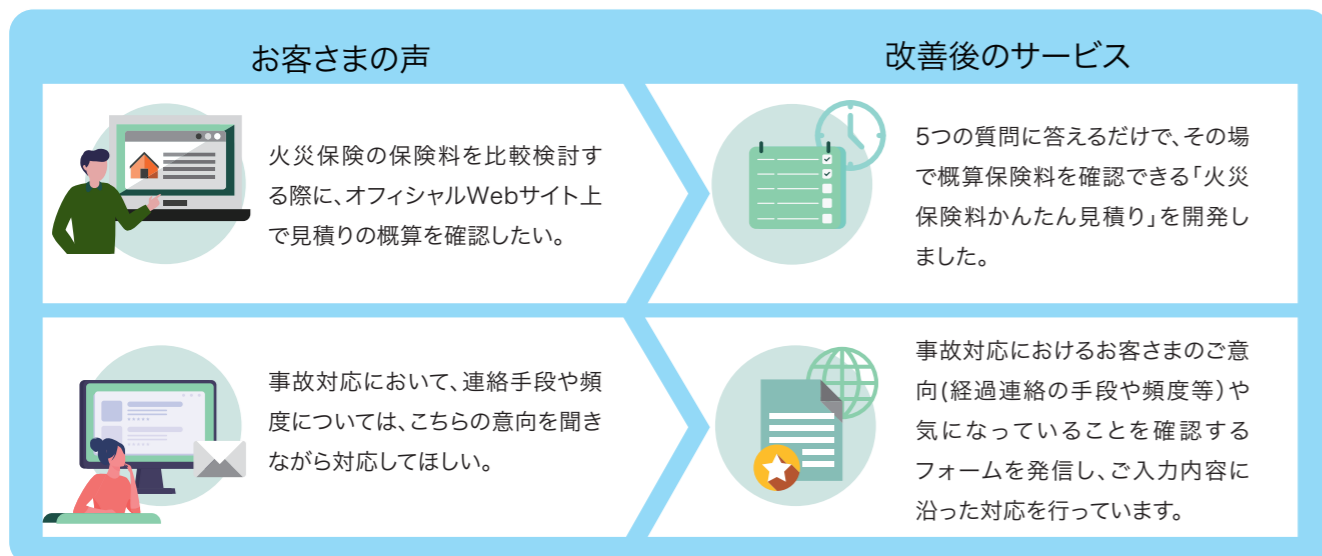 お客さまの声
改善後のサービス
火災保険の保険料を比較検討す
る際に、オフィシャルWebサイト上
で見積りの概算を確認したい。
5つの質問に答えるだけで、その場
で概算保険料を確認できる「火災
保険料かんたん見積り」を開発し
ました。
事故対応において、連絡手段や頻
度については、こちらの意向を聞き
ながら対応してほしい。
事故対応におけるお客さまのご意
向(経過連絡の手段や頻度等)や
気になっていることを確認する
フォームを発信し、ご入力内容に
沿った対応を行っています。